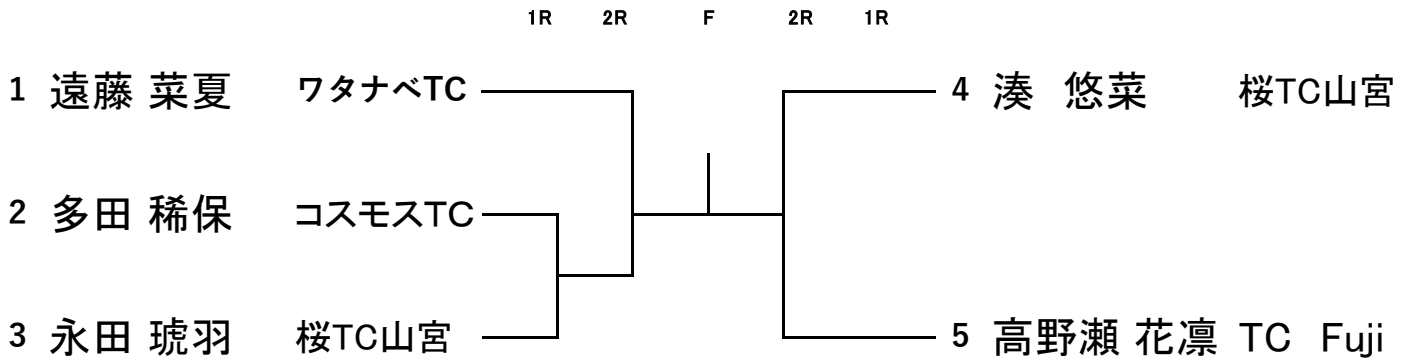 1R 2R F 2R 1R
1 遠藤 菜夏 ワタナベTC
4 湊 悠菜 桜TC山宮
2 多田 稀保 コスモスTC
3 永田 琥羽 桜TC山宮
5 高野瀬 花凛 TC Fuji